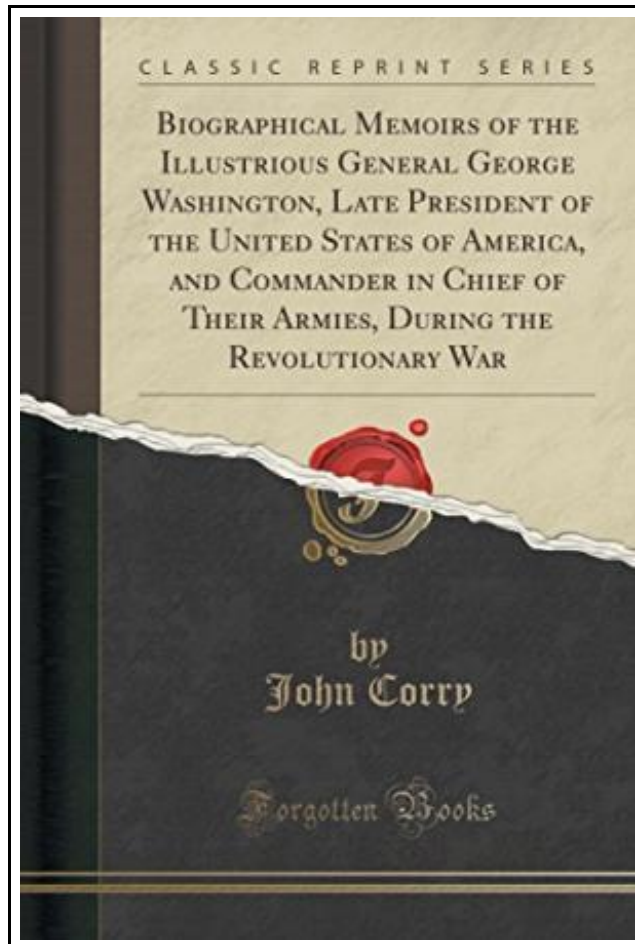 CLASSIC REPRINT SERIES
BIOGRAPHICAL MEMOIRS OF THE
ILLUSTRIOUS GENERAL GEORGE
WASHINGTON, LATE PRESIDENT OF
THE UNITED STATES OF AMERICA,
AND COMMANDER IN CHIEF OF
THEIR ARMIES, DURING THE
REVOLUTIONARY WAR
by
John Corry
Forgotten Books